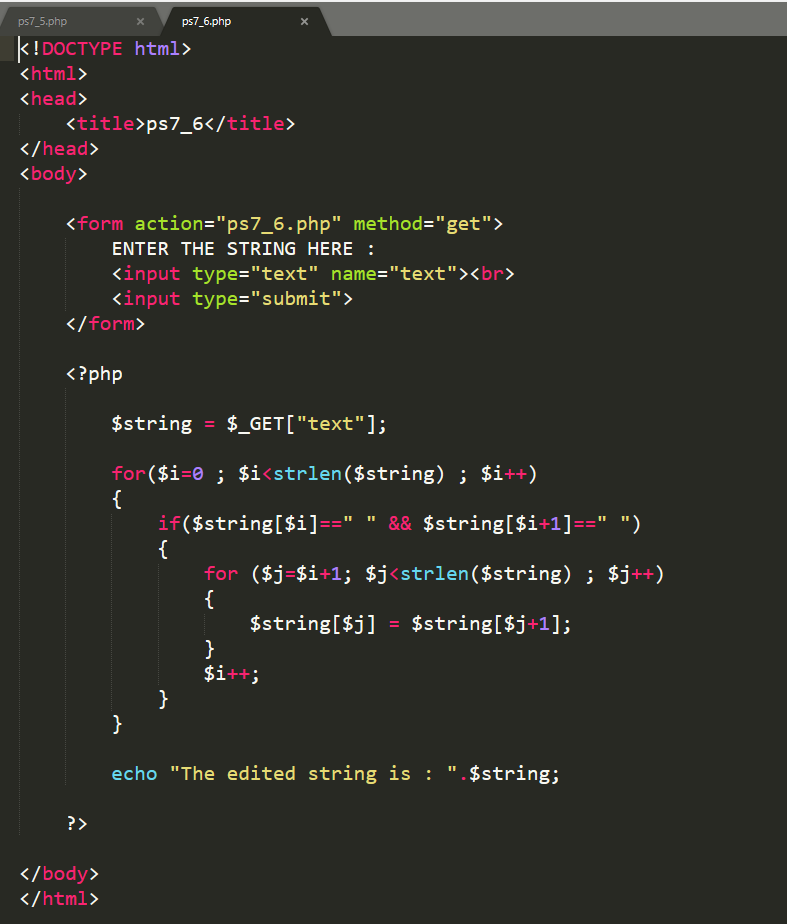 ps7_5.php × ps7_6.php ×
<!DOCTYPE html>
<html>
<head>
    <title>ps7_6</title>
</head>
<body>
    <form action="ps7_6.php" method="get">
        ENTER THE STRING HERE :
        <input type="text" name="text"><br>
        <input type="submit">
    </form>
    <?php
        $string = $_GET["text"];
        for($i=0 ; $i<strlen($string) ; $i++)
        {
            if($string[$i]==" " && $string[$i+1]==" ")
            {
                for ($j=$i+1; $j<strlen($string) ; $j++)
                {
                    $string[$j] = $string[$j+1];
                }
                $i++;
            }
        }
        echo "The edited string is : ".$string;
    ?>
</body>
</html>